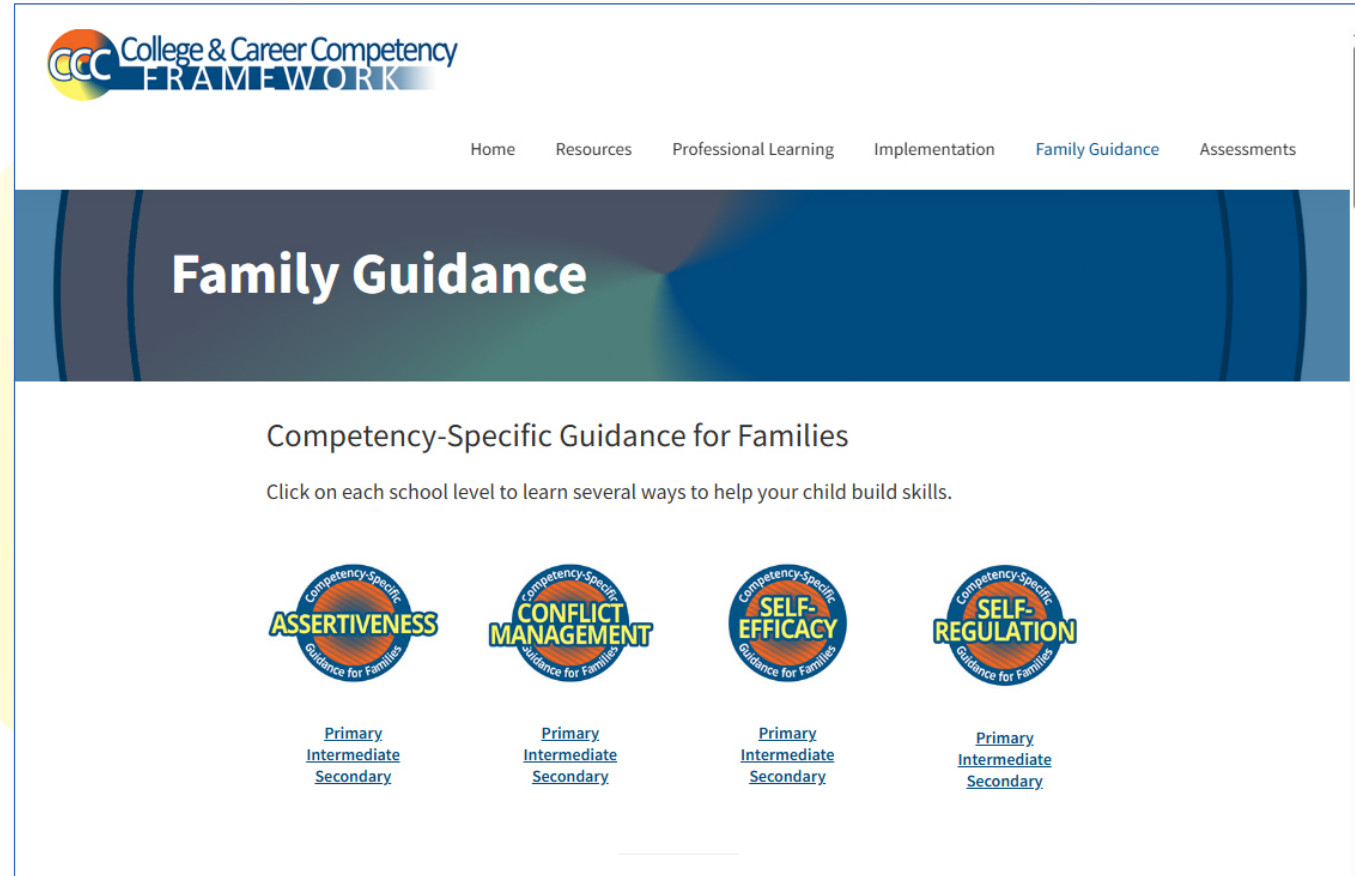 CCC College & Career Competency
FRAMEWORK
Home Resources Professional Learning Implementation Family Guidance Assessments
Family Guidance
Competency-Specific Guidance for Families
Click on each school level to learn several ways to help your child build skills.
Competency-Specific
ASSERTIVENESS
Guidance for Families
Primary
Intermediate
Secondary
Competency-Specific
CONFLICT
MANAGEMENT
Guidance for Families
Primary
Intermediate
Secondary
Competency-Specific
SELF-
EFFICACY
Guidance for Families
Primary
Intermediate
Secondary
Competency-Specific
SELF-
REGULATION
Guidance for Families
Primary
Intermediate
Secondary